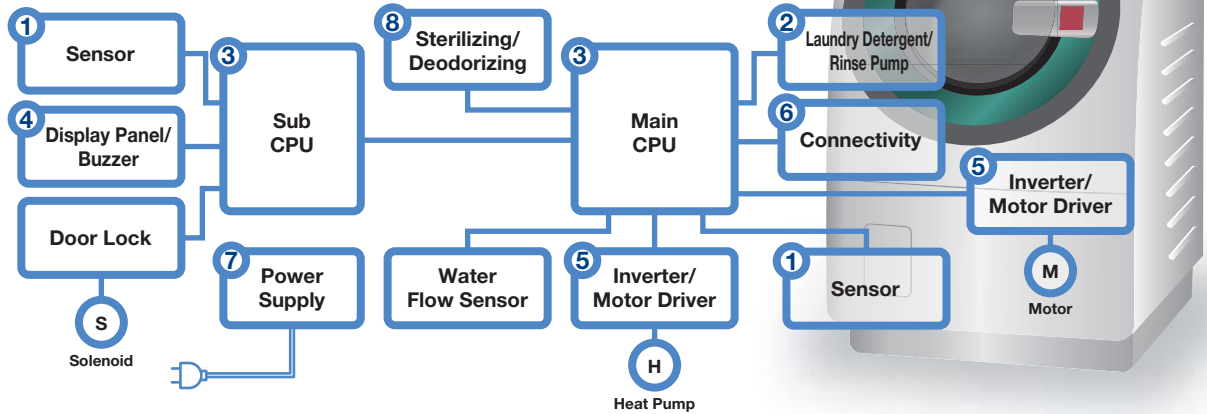 1
Sensor
3
Sub
CPU
4
Display Panel/
Buzzer
Door Lock
S
Solenoid
7
Power
Supply
8
Sterilizing/
Deodorizing
3
Main
CPU
2
Laundry Detergent/
Rinse Pump
6
Connectivity
5
Inverter/
Motor Driver
M
Motor
Water
Flow Sensor
5
Inverter/
Motor Driver
H
Heat Pump
1
Sensor